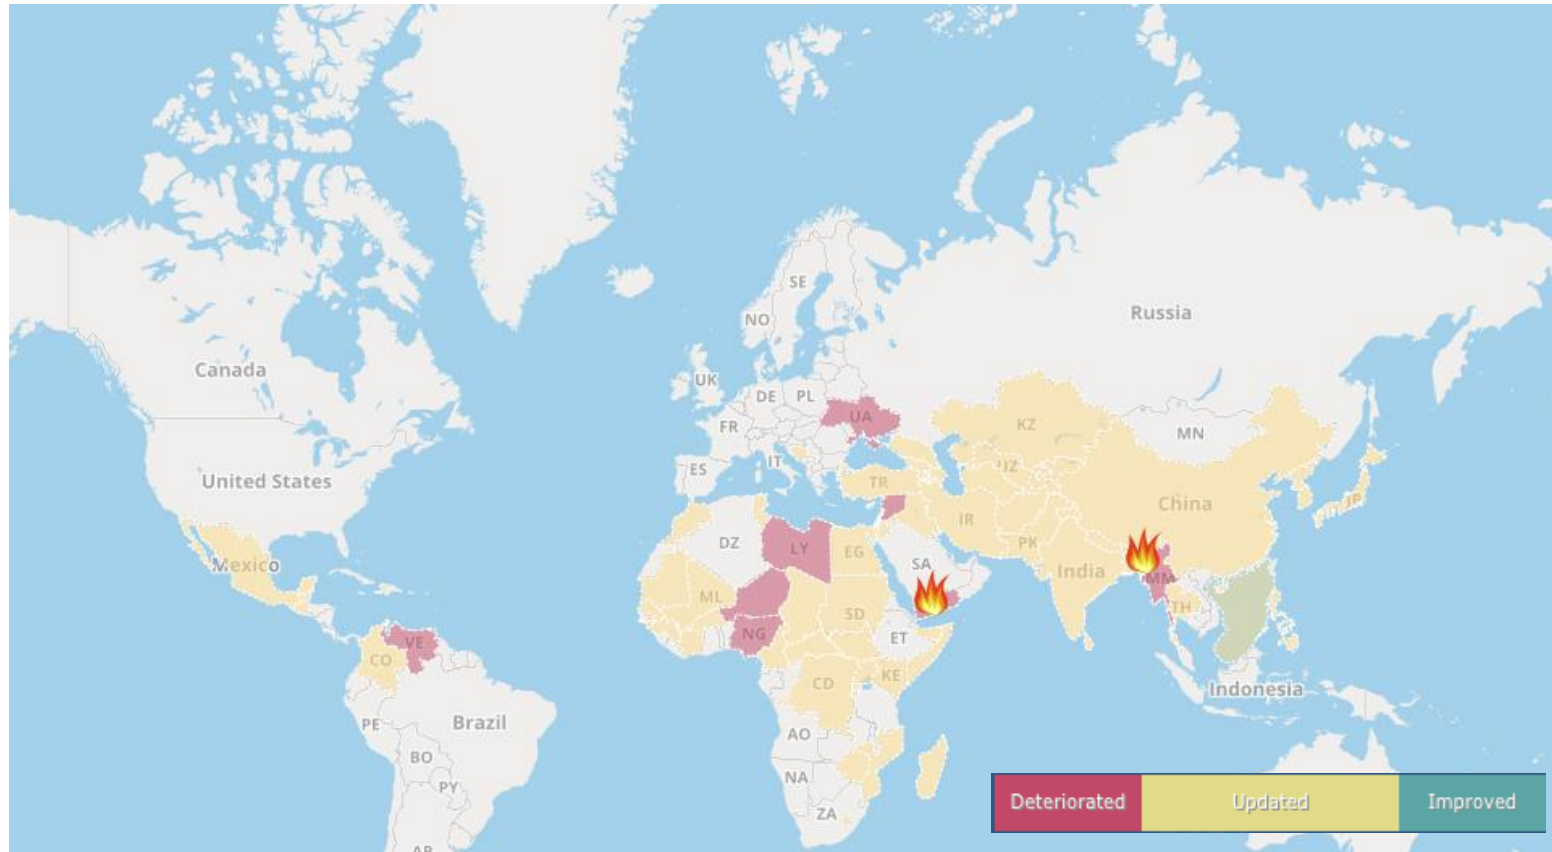 SE
Russia
NO
Canada
UK
DE
PL
UA
FR
KZ
MN
ES
IT
UZ
United States
TR
China
JP
IR
DZ
LY
EG
PK
Mexico
SA
India
MM
ML
SD
TH
NG
ET
VE
CO
KE
CD
Indonesia
PE
Brazil
AO
BO
NA
PY
ZA
AR
Deteriorated
Updated
Improved